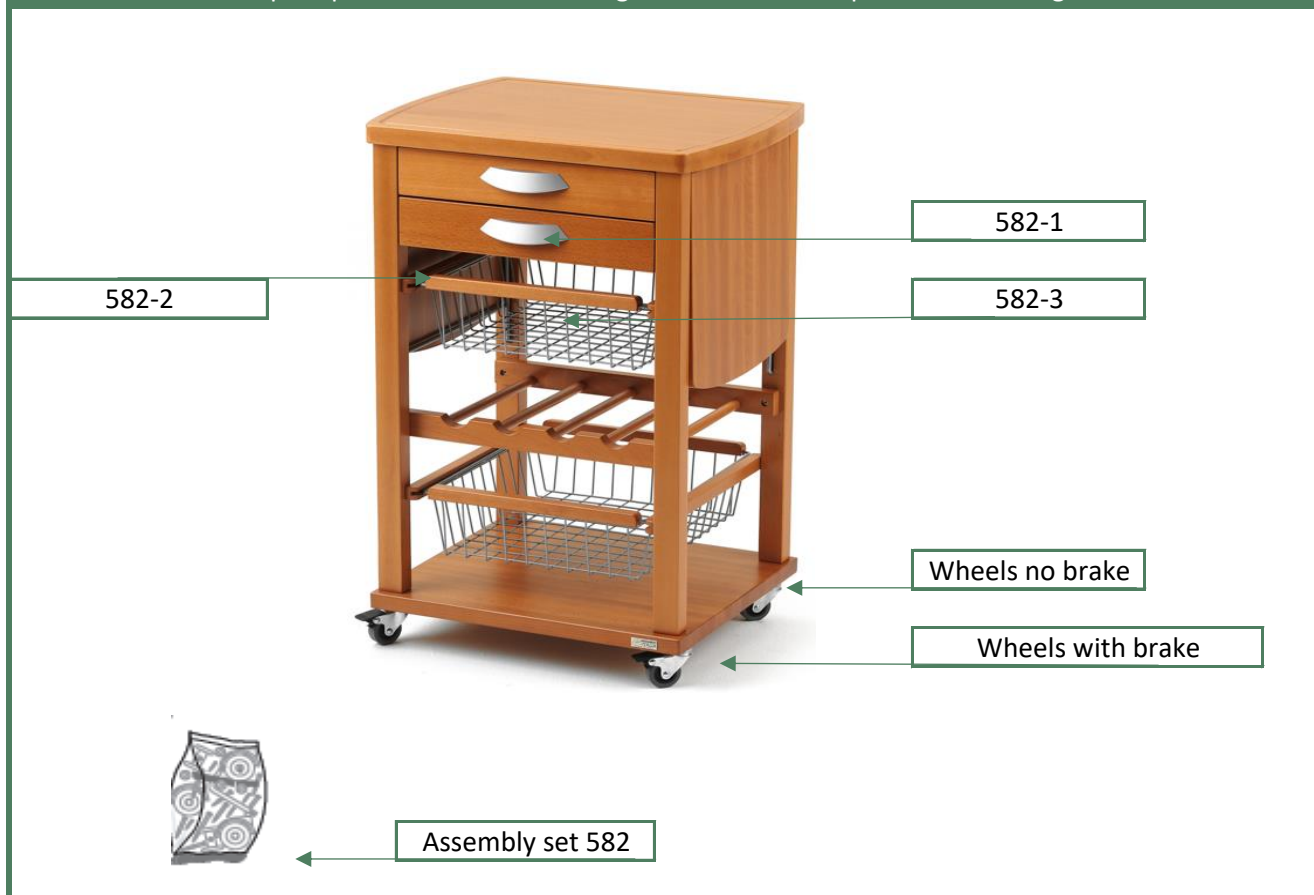 582-1
582-2
582-3
Wheels no brake
Wheels with brake
Assembly set 582